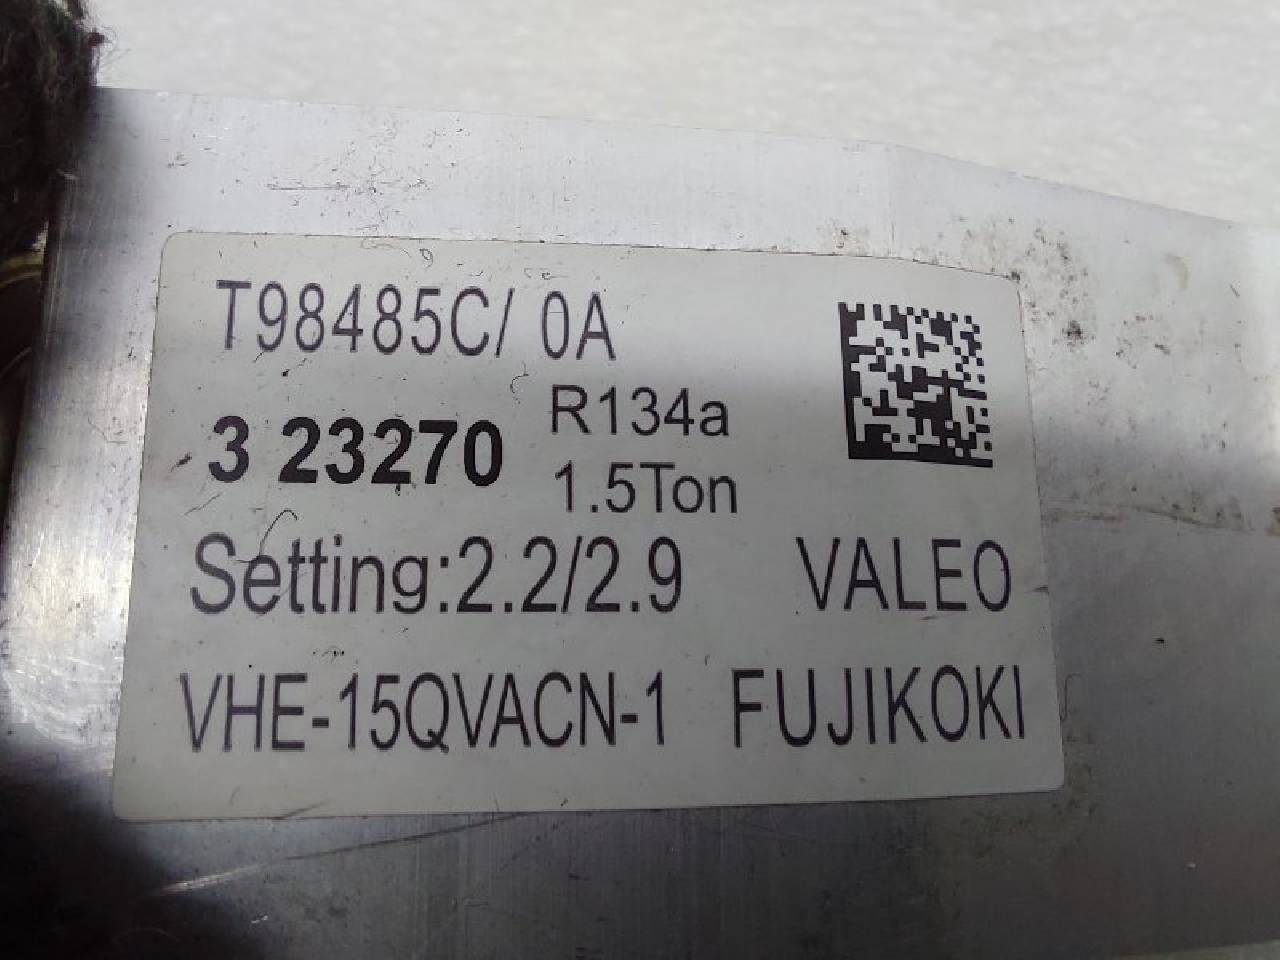 T98485C/ 0A
3 23270 R134a
1.5Ton
Setting:2.2/2.9 VALEO
VHE-15QVACN-1 FUJIKOKI